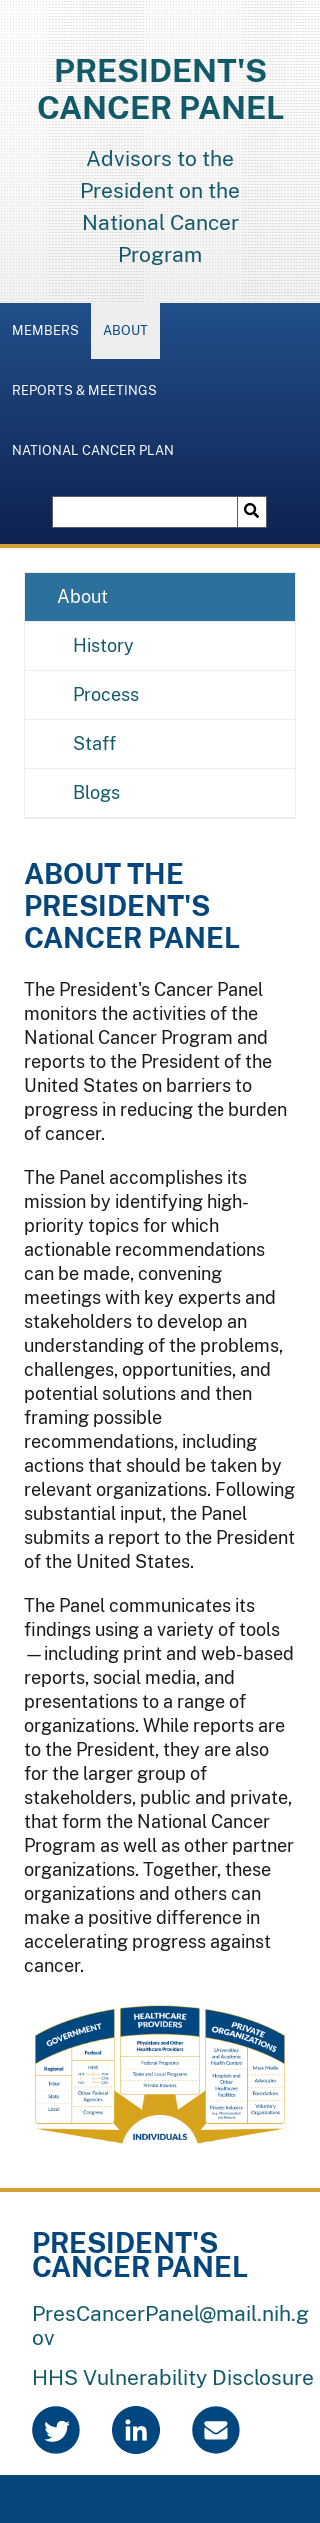 PRESIDENT'S
CANCER PANEL
Advisors to the
President on the
National Cancer
Program
MEMBERS ABOUT
REPORTS & MEETINGS
NATIONAL CANCER PLAN
About
History
Process
Staff
Blogs
ABOUT THE
PRESIDENT'S
CANCER PANEL
The President's Cancer Panel
monitors the activities of the
National Cancer Program and
reports to the President of the
United States on barriers to
progress in reducing the burden
of cancer.
The Panel accomplishes its
mission by identifying high-
priority topics for which
actionable recommendations
can be made, convening
meetings with key experts and
stakeholders to develop an
understanding of the problems,
challenges, opportunities, and
potential solutions and then
framing possible
recommendations, including
actions that should be taken by
relevant organizations. Following
substantial input, the Panel
submits a report to the President
of the United States.
The Panel communicates its
findings using a variety of tools
—including print and web-based
reports, social media, and
presentations to a range of
organizations. While reports are
to the President, they are also
for the larger group of
stakeholders, public and private,
that form the National Cancer
Program as well as other partner
organizations. Together, these
organizations and others can
make a positive difference in
accelerating progress against
cancer.
GOVERNMENT
Regional
Tribal
State
Local
Federal
HHS
Other Federal
Agencies
Congress
HEALTHCARE
PROVIDERS
Physicians and Other
Healthcare Providers
Federal Programs
State and Local Programs
Private Insurers
PRIVATE
ORGANIZATIONS
Universities
and Academic
Health Centers
Hospitals and
Other
Healthcare
Facilities
Private Industry
Mass Media
Advocates
Foundations
Voluntary
Organizations
INDIVIDUALS
PRESIDENT'S
CANCER PANEL
PresCancerPanel@mail.nih.g
ov
HHS Vulnerability Disclosure